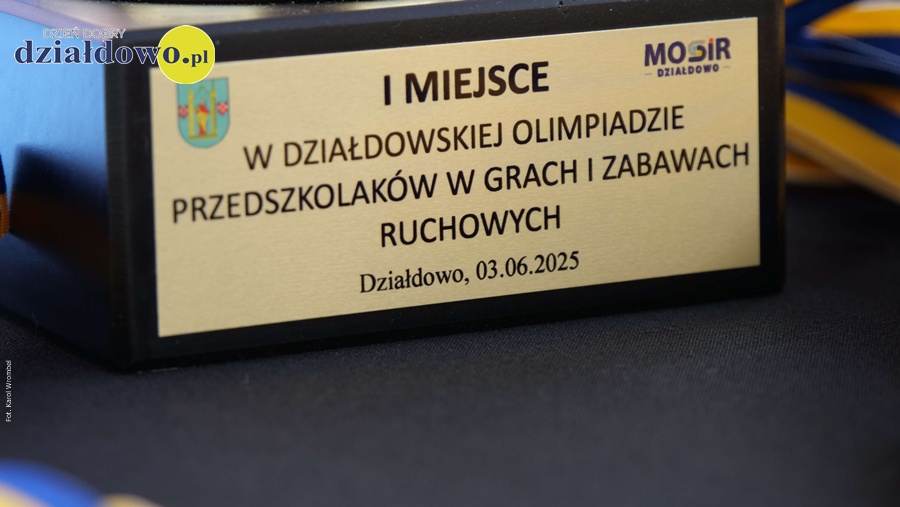 DZIEŃ DOBRY
działdowo.pl
MOSiR
DZIAŁDOWO
I MIEJSCE
W DZIAŁDOWSKIEJ OLIMPIADZIE
PRZEDSZKOLAKÓW W GRACH I ZABAWACH
RUCHOWYCH
Działdowo, 03.06.2025
Fot. Karol Wrombel